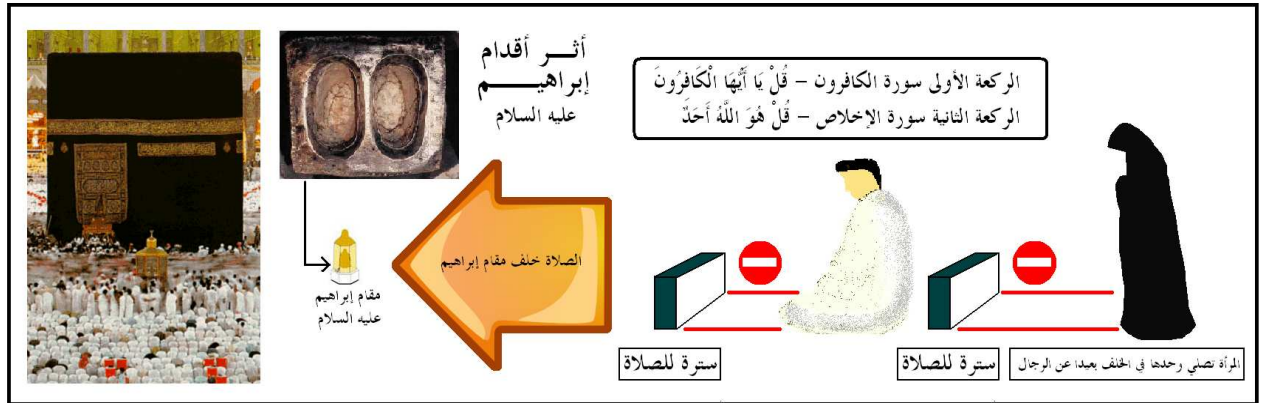 الركعة الأولى سورة الكافرون – قُلْ يَا أَيُّهَا الْكَافِرُونَ
الركعة الثانية سورة الإخلاص – قُلْ هُوَ اللَّهُ أَحَدٌ
أثـــر أقدام
إبراهيـــــم
عليه السلام
الصلاة خلف مقام إبراهيم
مقام إبراهيم
عليه السلام
المرأة تصلي وحدها في الخلف بعيدا عن الرجال
سترة للصلاة
سترة للصلاة